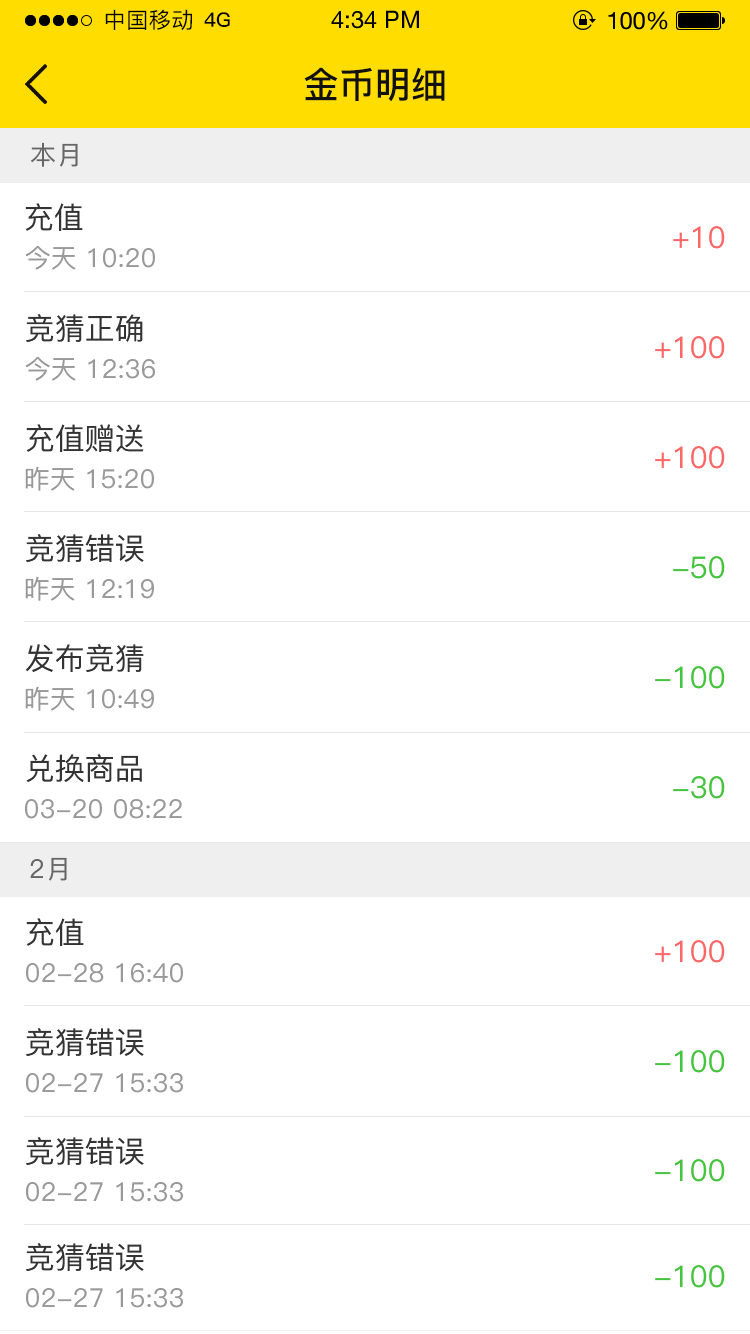 中国移动 4G 4:34 PM 100%
金币明细
本月
充值
今天 10:20
+10
竞猜正确
今天 12:36
+100
充值赠送
昨天 15:20
+100
竞猜错误
昨天 12:19
-50
发布竞猜
昨天 10:49
-100
兑换商品
03-20 08:22
-30
2月
充值
02-28 16:40
+100
竞猜错误
02-27 15:33
-100
竞猜错误
02-27 15:33
-100
竞猜错误
02-27 15:33
-100